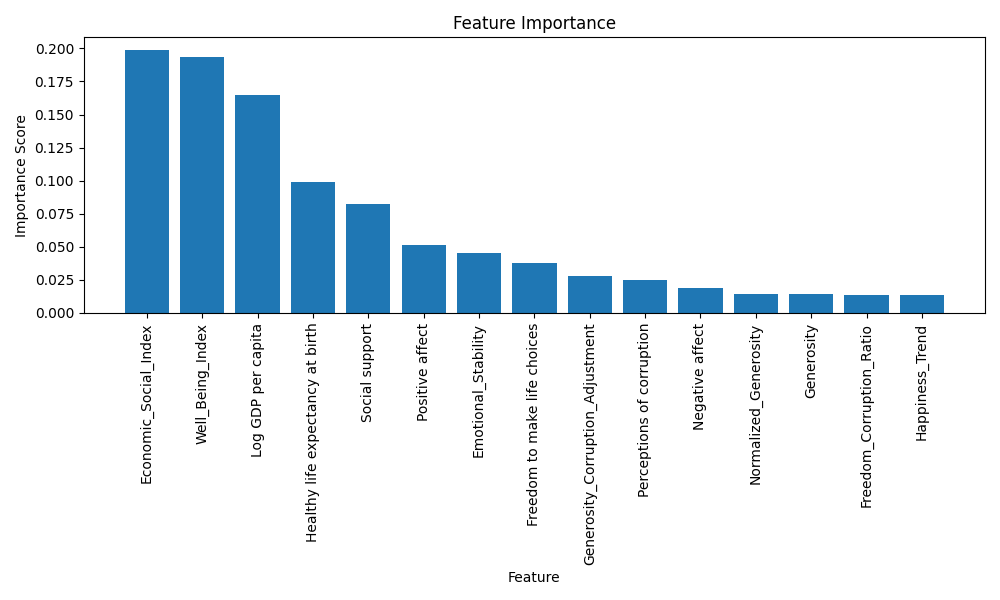 Feature Importance
Importance Score
0.200
0.175
0.150
0.125
0.100
0.075
0.050
0.025
0.000
Economic_Social_Index
Well_Being_Index
Log GDP per capita
Healthy life expectancy at birth
Social support
Positive affect
Emotional_Stability
Freedom to make life choices
Generosity_Corruption_Adjustment
Perceptions of corruption
Negative affect
Normalized_Generosity
Generosity
Freedom_Corruption_Ratio
Happiness_Trend
Feature